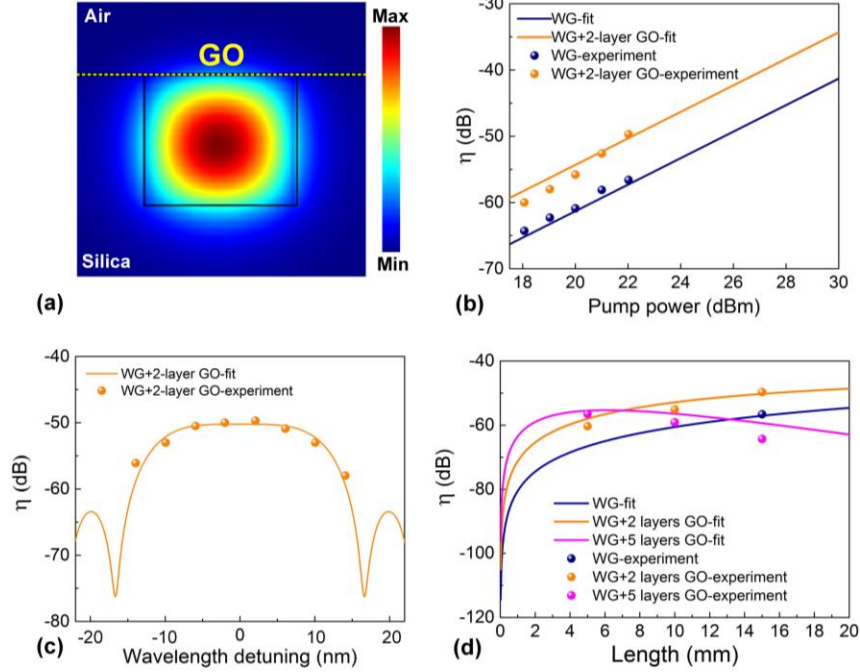 Air
GO
Silica
Max
Min
(a)
WG-fit
WG+2-layer GO-fit
WG-experiment
WG+2-layer GO-experiment
η (dB)
-30
-40
-50
-60
-70
18 20 22 24 26 28 30
Pump power (dBm)
(b)
WG+2-layer GO-fit
WG+2-layer GO-experiment
η (dB)
-40
-50
-60
-70
-80
-20 -10 0 10 20
Wavelength detuning (nm)
(c)
η (dB)
-40
-60
-80
-100
-120
WG-fit
WG+2 layers GO-fit
WG+5 layers GO-fit
WG-experiment
WG+2 layers GO-experiment
WG+5 layers GO-experiment
0 2 4 6 8 10 12 14 16 18 20
Length (mm)
(d)